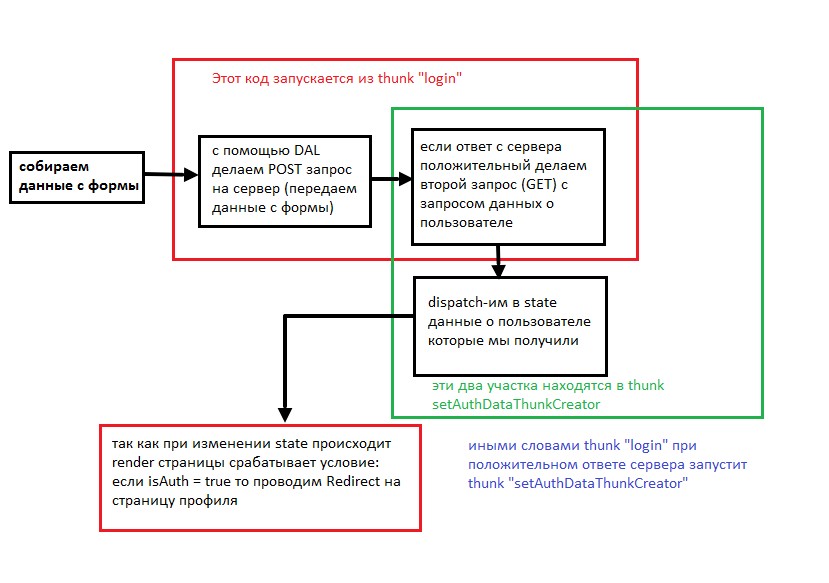 Этот код запускается из thunk "login"
собираем
данные с формы
с помощью DAL
делаем POST запрос
на сервер (передаем
данные с формы)
если ответ с сервера
положительный делаем
второй запрос (GET) с
запросом данных о
пользователе
dispatch-им в state
данные о пользователе
которые мы получили
эти два участка находятся в thunk
setAuthDataThunkCreator
так как при изменении state происходит
render страницы срабатывает условие:
если isAuth = true то проводим Redirect на
страницу профиля
иными словами thunk "login" при
положительном ответе сервера запустит
thunk "setAuthDataThunkCreator"